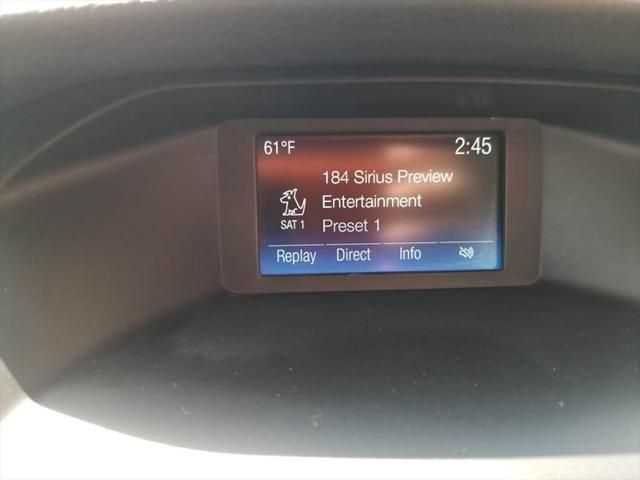 61°F 2:45
184 Sirius Preview
Entertainment
SAT 1 Preset 1
Replay Direct Info